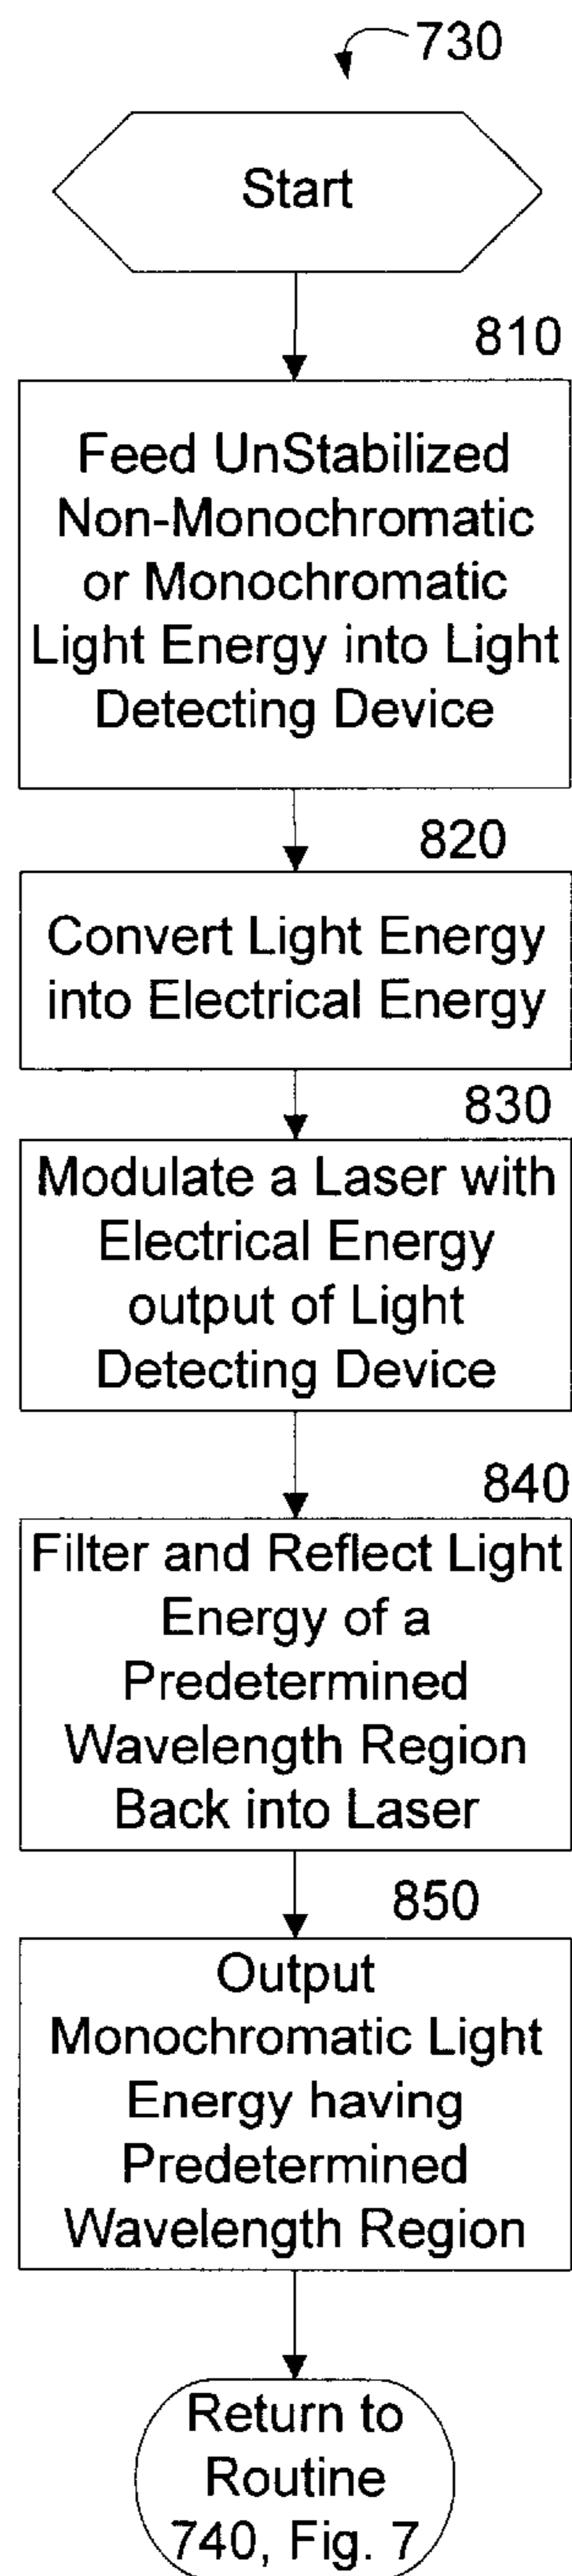 730
Start
810
Feed UnStabilized
Non-Monochromatic
or Monochromatic
Light Energy into Light
Detecting Device
820
Convert Light Energy
into Electrical Energy
830
Modulate a Laser with
Electrical Energy
output of Light
Detecting Device
840
Filter and Reflect Light
Energy of a
Predetermined
Wavelength Region
Back into Laser
850
Output
Monochromatic Light
Energy having
Predetermined
Wavelength Region
Return to
Routine
740, Fig. 7